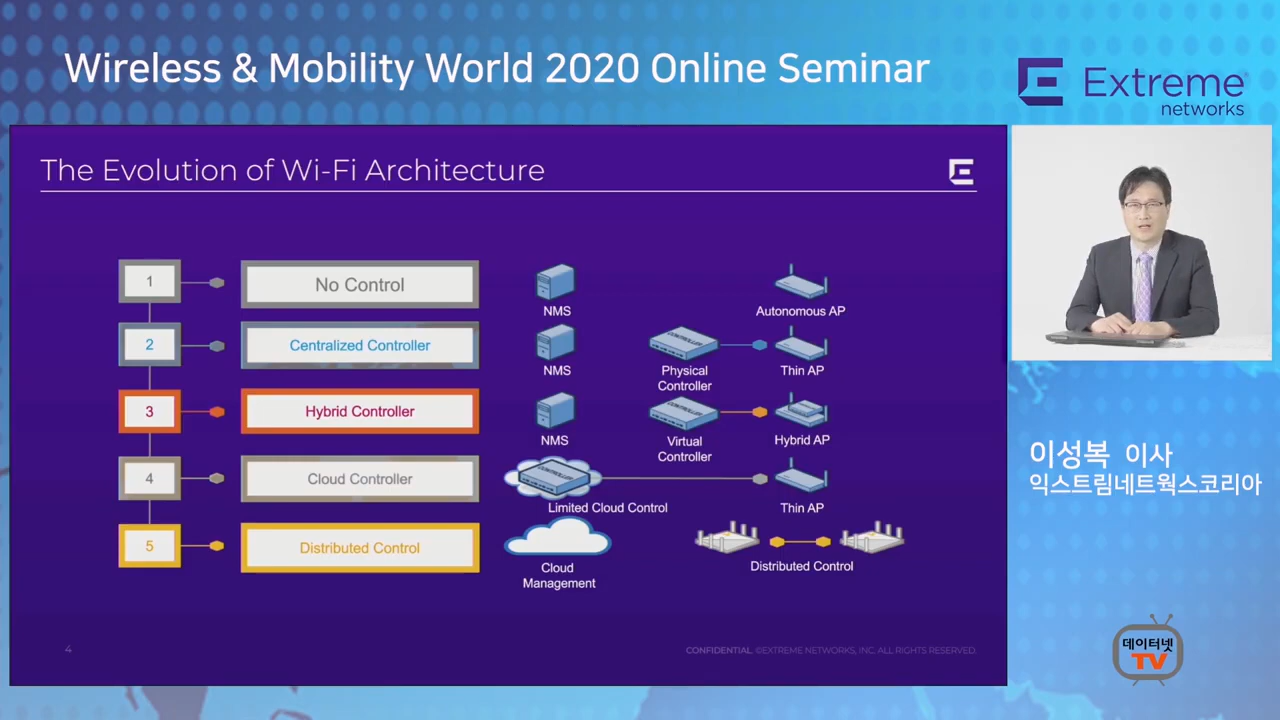 Wireless & Mobility World 2020 Online Seminar
Extreme
networks
The Evolution of Wi-Fi Architecture
1
No Control
NMS
Autonomous AP
2
Centralized Controller
NMS
CONTROLLER
Physical
Controller
Thin AP
3
Hybrid Controller
NMS
CONTROLLER
Virtual
Controller
Hybrid AP
4
Cloud Controller
CONTROLLER
Limited Cloud Control
Thin AP
5
Distributed Control
Cloud
Management
Distributed Control
4
CONFIDENTIAL. ©EXTREME NETWORKS, INC. ALL RIGHTS RESERVED.
이성복 이사
익스트림네트웍스코리아
데이터넷
TV